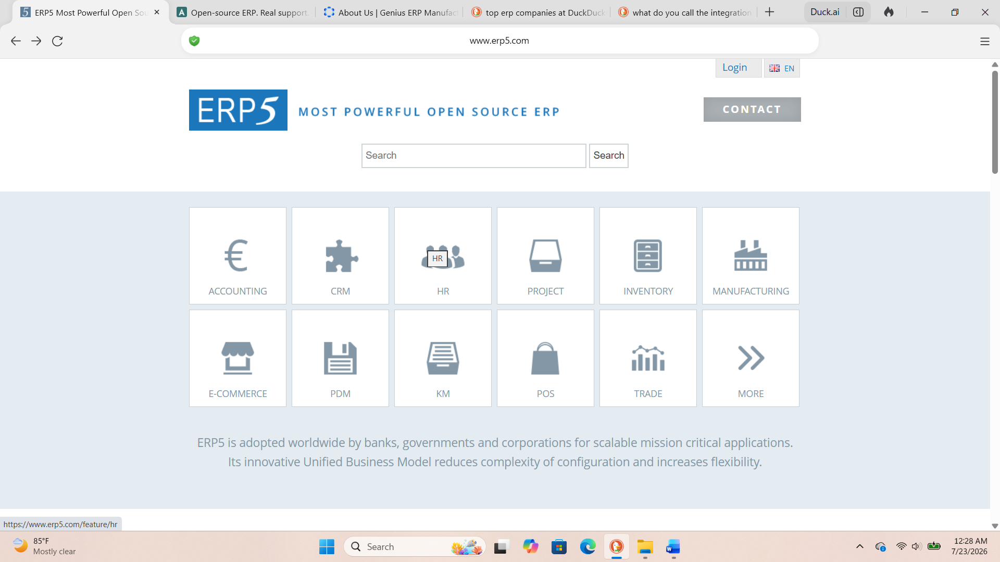 ERP5 Most Powerful Open Sou
Open-source ERP. Real support.
About Us | Genius ERP Manufact
top erp companies at DuckDuck
what do you call the integration
Duck.ai
www.erp5.com
Login
EN
ERP5
MOST POWERFUL OPEN SOURCE ERP
CONTACT
Search
Search
€
HR
ACCOUNTING
CRM
HR
PROJECT
INVENTORY
MANUFACTURING
E-COMMERCE
PDM
KM
POS
TRADE
MORE
ERP5 is adopted worldwide by banks, governments and corporations for scalable mission critical applications.
Its innovative Unified Business Model reduces complexity of configuration and increases flexibility.
https://www.erp5.com/feature/hr
85°F
Mostly clear
Search
12:28 AM
7/23/2026